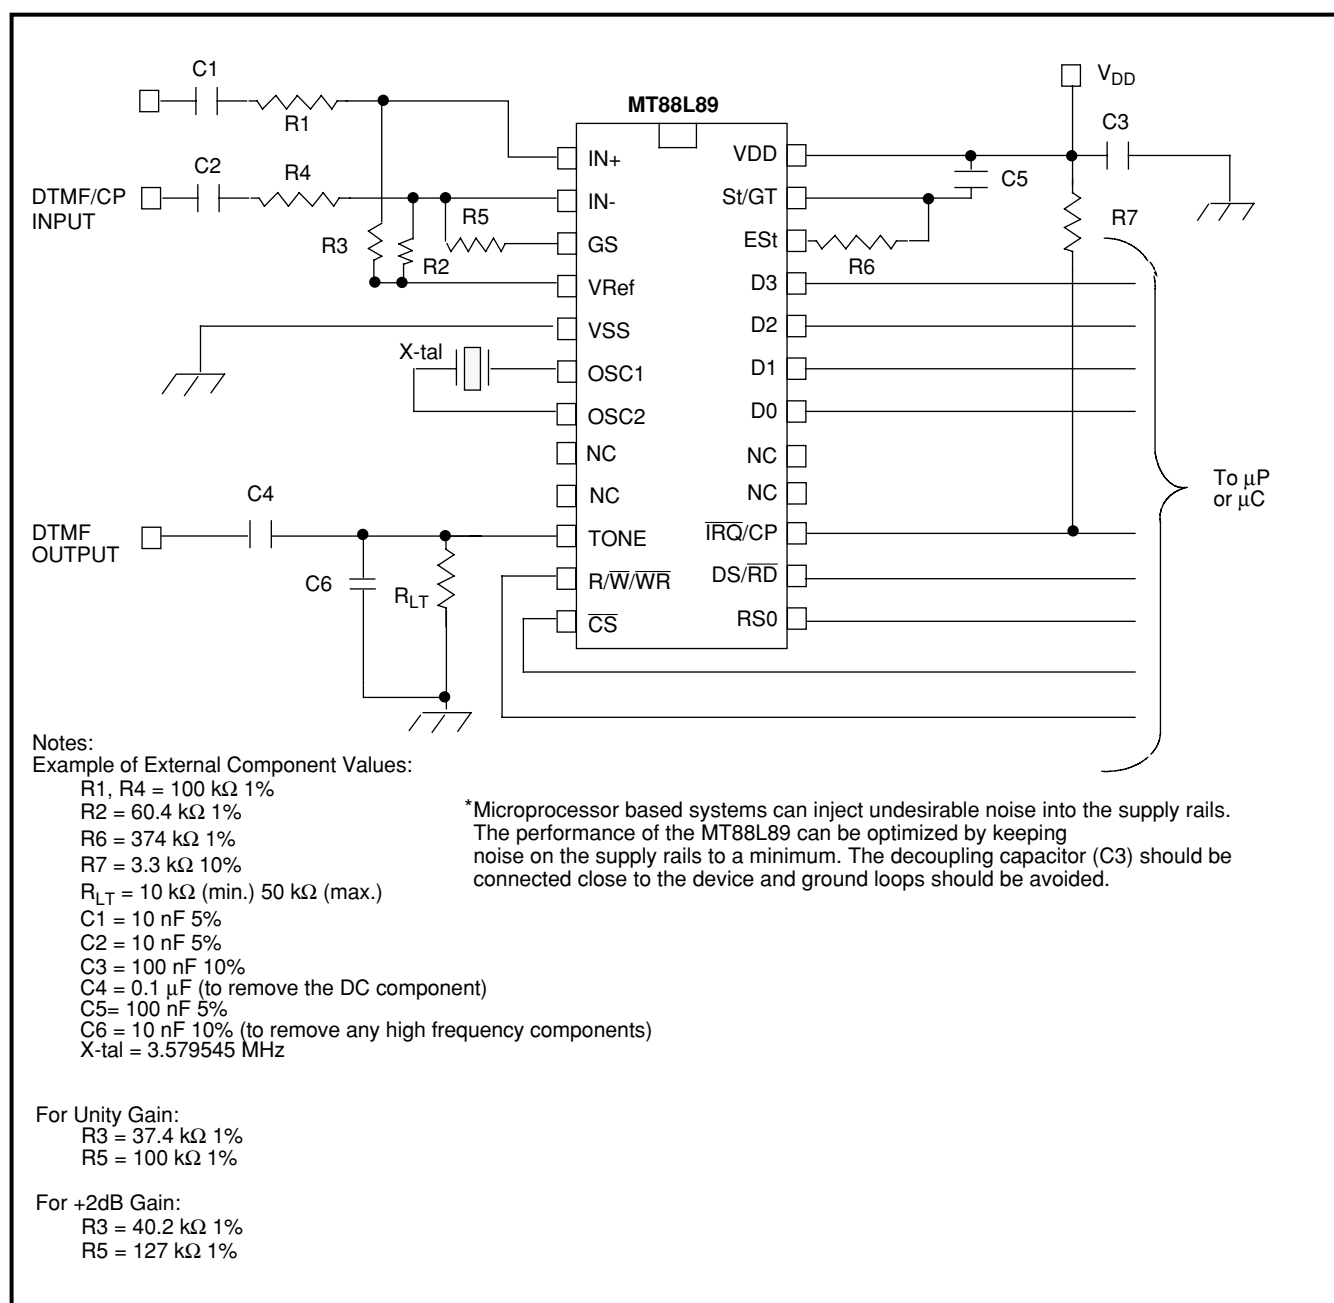 C1
R1
MT88L89
V_DD
C3
C2
R4
IN+
VDD
C5
DTMF/CP
INPUT
IN-
St/GT
R5
R3
R2
GS
ESt
R6
R7
VRef
D3
VSS
D2
X-tal
OSC1
D1
OSC2
D0
NC
NC
NC
NC
To μP
or μC
C4
DTMF
OUTPUT
TONE
I̅R̅Q̅/CP
C6
R_LT
R/W̅/W̅R̅
DS/R̅D̅
C̅S̅
RS0
Notes:
Example of External Component Values:
R1, R4 = 100 kΩ 1%
R2 = 60.4 kΩ 1%
R6 = 374 kΩ 1%
R7 = 3.3 kΩ 10%
R_LT = 10 kΩ (min.) 50 kΩ (max.)
C1 = 10 nF 5%
C2 = 10 nF 5%
C3 = 100 nF 10%
C4 = 0.1 μF (to remove the DC component)
C5= 100 nF 5%
C6 = 10 nF 10% (to remove any high frequency components)
X-tal = 3.579545 MHz
*Microprocessor based systems can inject undesirable noise into the supply rails.
The performance of the MT88L89 can be optimized by keeping
noise on the supply rails to a minimum. The decoupling capacitor (C3) should be
connected close to the device and ground loops should be avoided.
For Unity Gain:
R3 = 37.4 kΩ 1%
R5 = 100 kΩ 1%
For +2dB Gain:
R3 = 40.2 kΩ 1%
R5 = 127 kΩ 1%